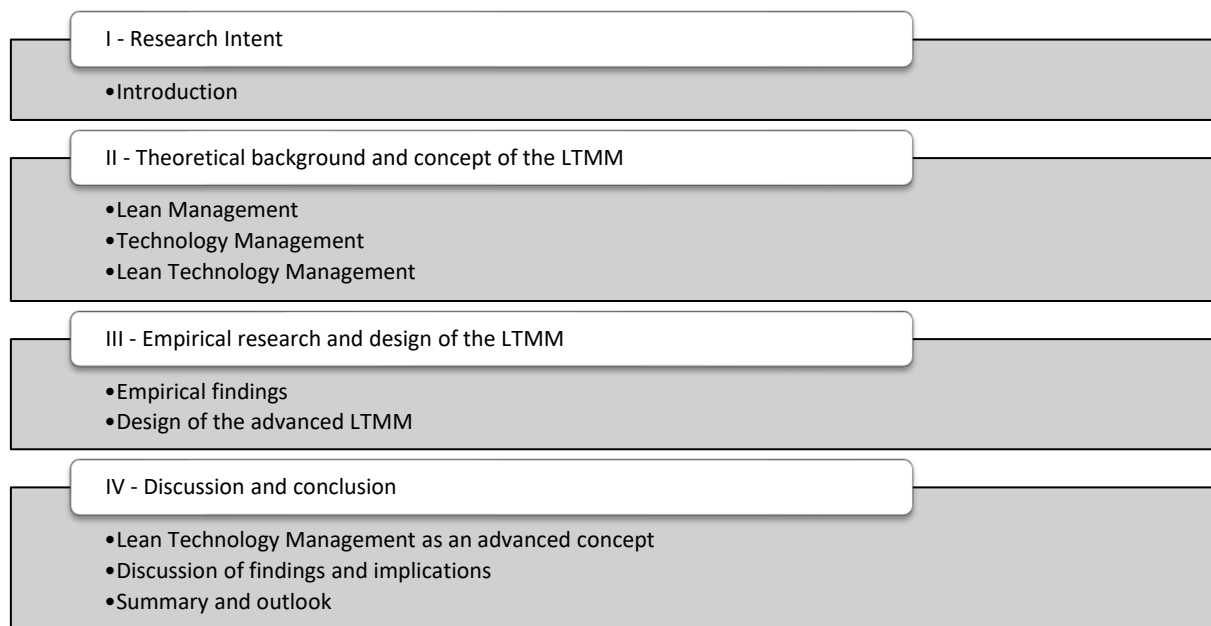 I - Research Intent
•Introduction
II - Theoretical background and concept of the LTMM
•Lean Management
•Technology Management
•Lean Technology Management
III - Empirical research and design of the LTMM
•Empirical findings
•Design of the advanced LTMM
IV - Discussion and conclusion
•Lean Technology Management as an advanced concept
•Discussion of findings and implications
•Summary and outlook